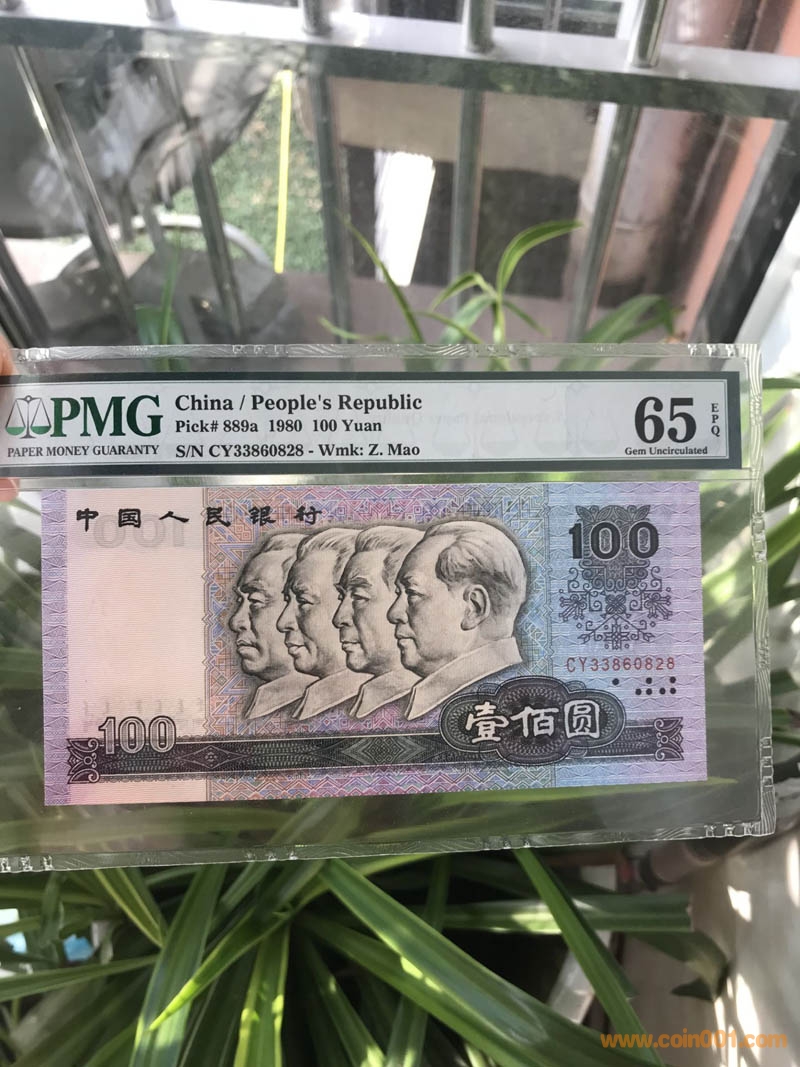 PMG
PAPER MONEY GUARANTY
China / People's Republic
Pick# 889a 1980 100 Yuan
S/N CY33860828 - Wmk: Z. Mao
65
EPQ
Gem Uncirculated
中国人民银行
100
CY33860828
100
壹佰圆
www.coin001.com